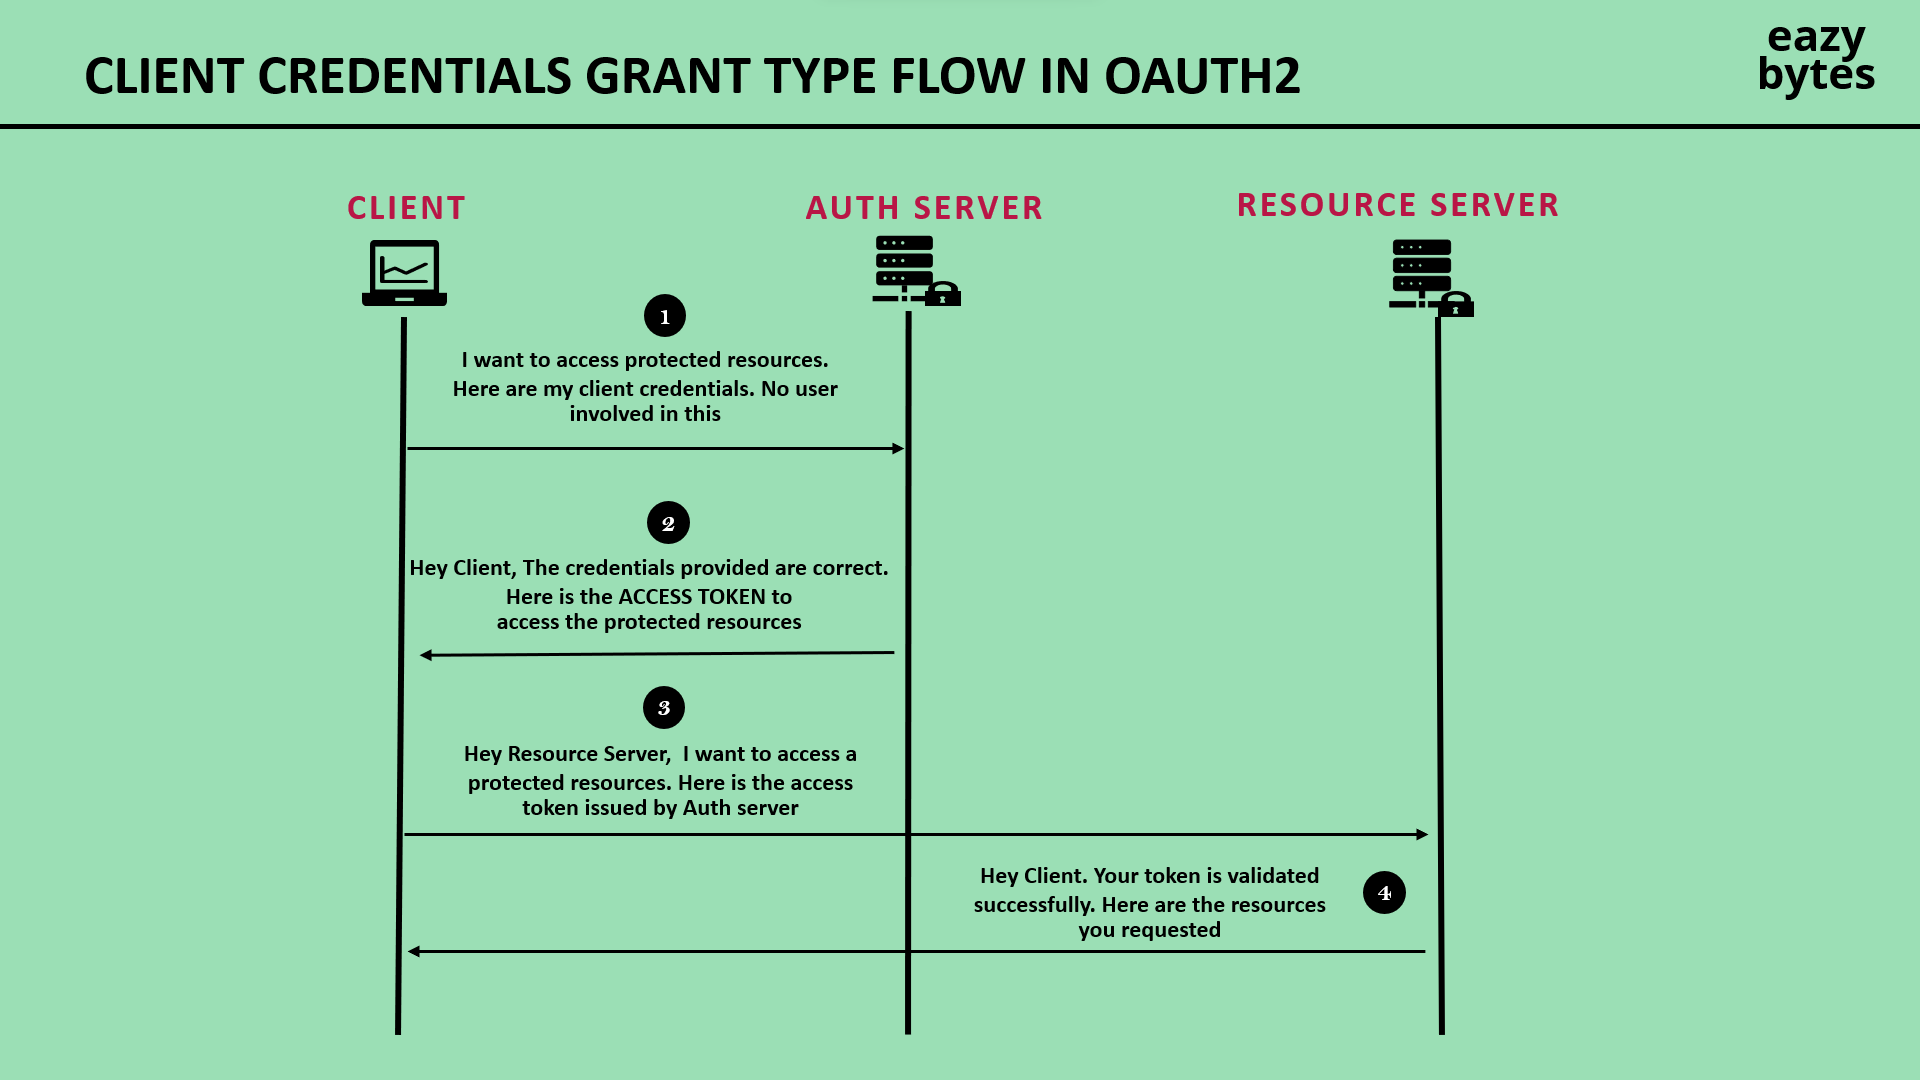 CLIENT CREDENTIALS GRANT TYPE FLOW IN OAUTH2
eazy
bytes
CLIENT
AUTH SERVER
RESOURCE SERVER
1
I want to access protected resources.
Here are my client credentials. No user
involved in this
2
Hey Client, The credentials provided are correct.
Here is the ACCESS TOKEN to
access the protected resources
3
Hey Resource Server,  I want to access a
protected resources. Here is the access
token issued by Auth server
Hey Client. Your token is validated
successfully. Here are the resources
you requested
4